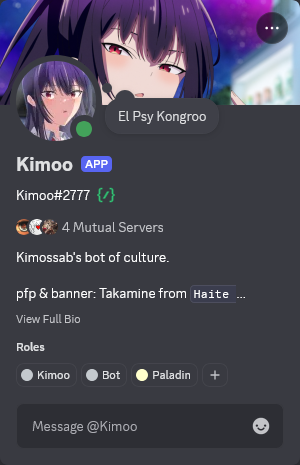 El Psy Kongroo
Kimoo APP
Kimoo#2777
4 Mutual Servers
Kimossab's bot of culture.
pfp & banner: Takamine from Haite ...
View Full Bio
Roles
Kimoo Bot Paladin
Message @Kimoo